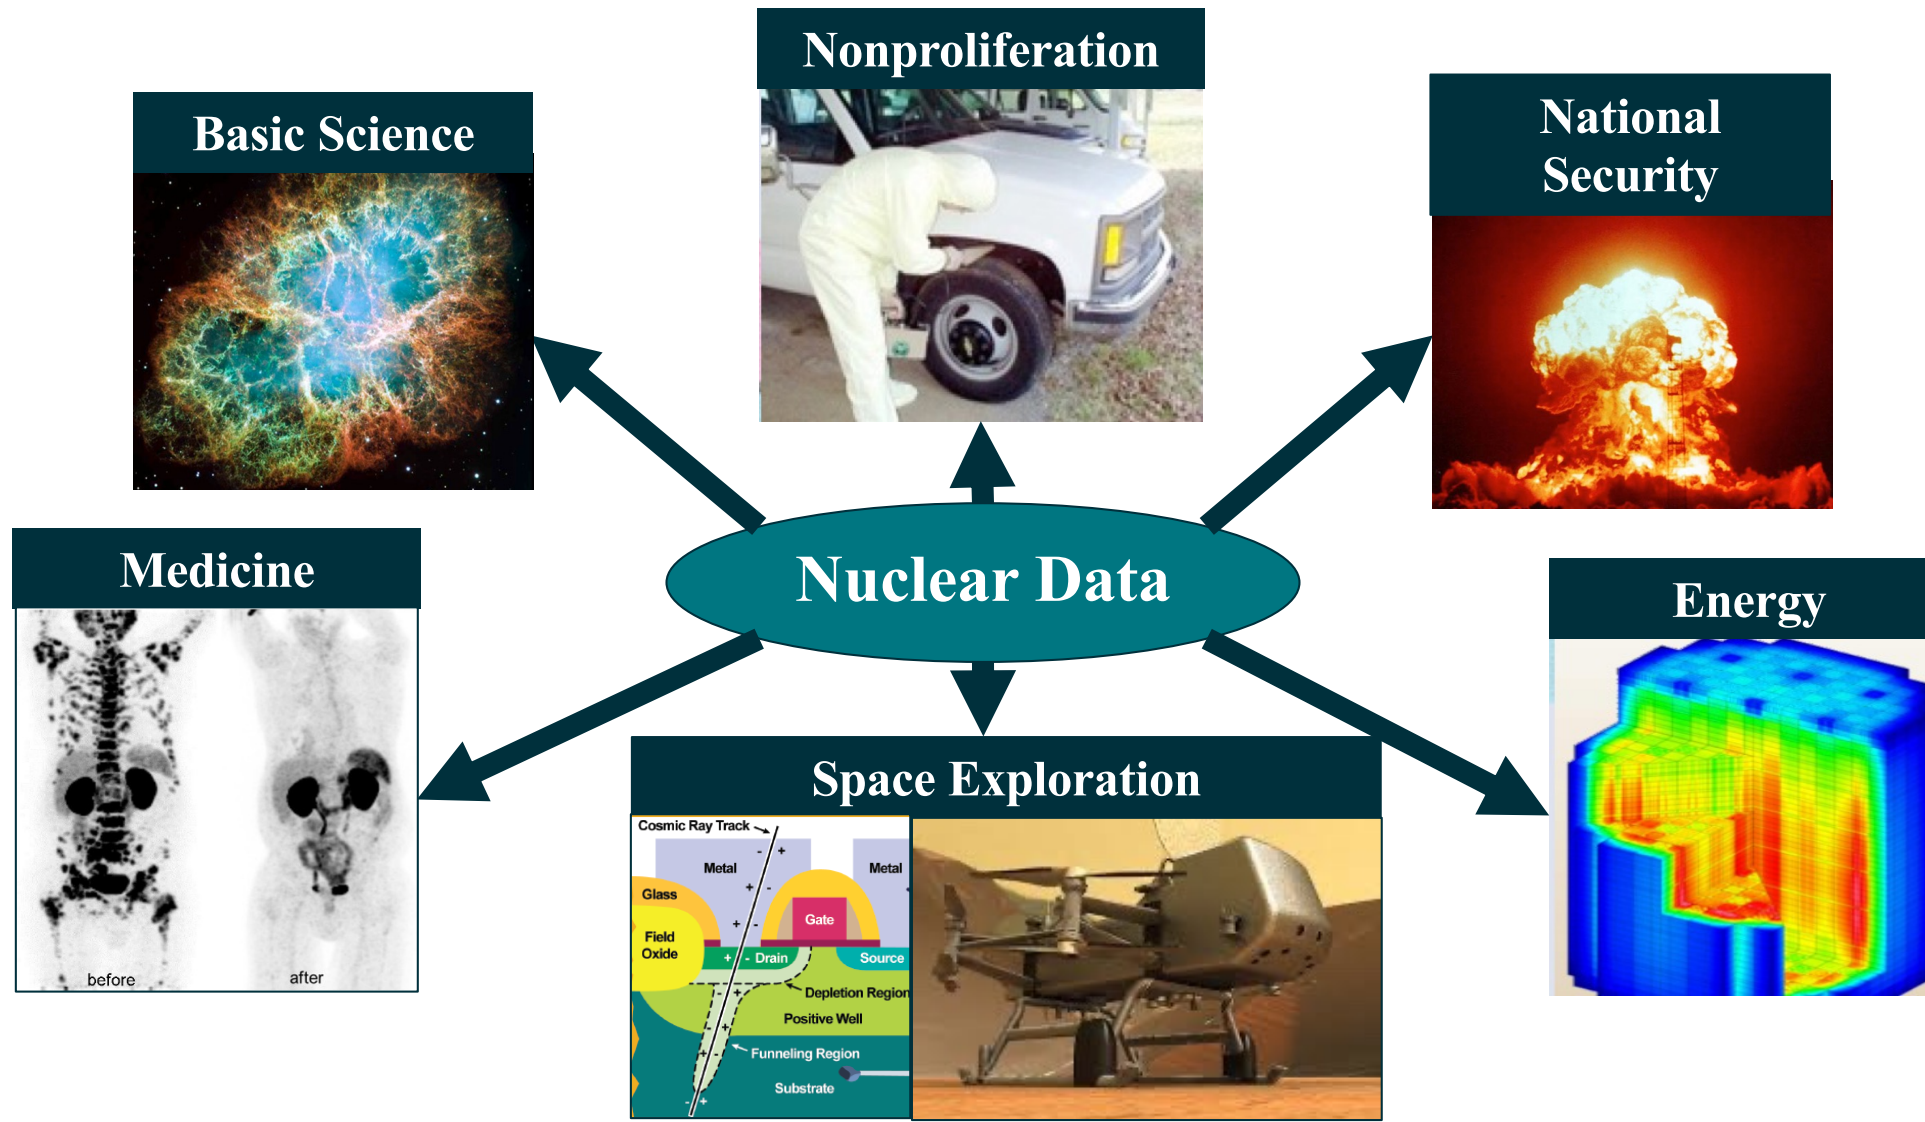 Nonproliferation
Basic Science
National
Security
Nuclear Data
Medicine
before
after
Energy
Space Exploration
Cosmic Ray Track
Metal
Metal
Glass
Gate
Field
Oxide
Drain
Source
Depletion Region
Positive Well
Funneling Region
Substrate